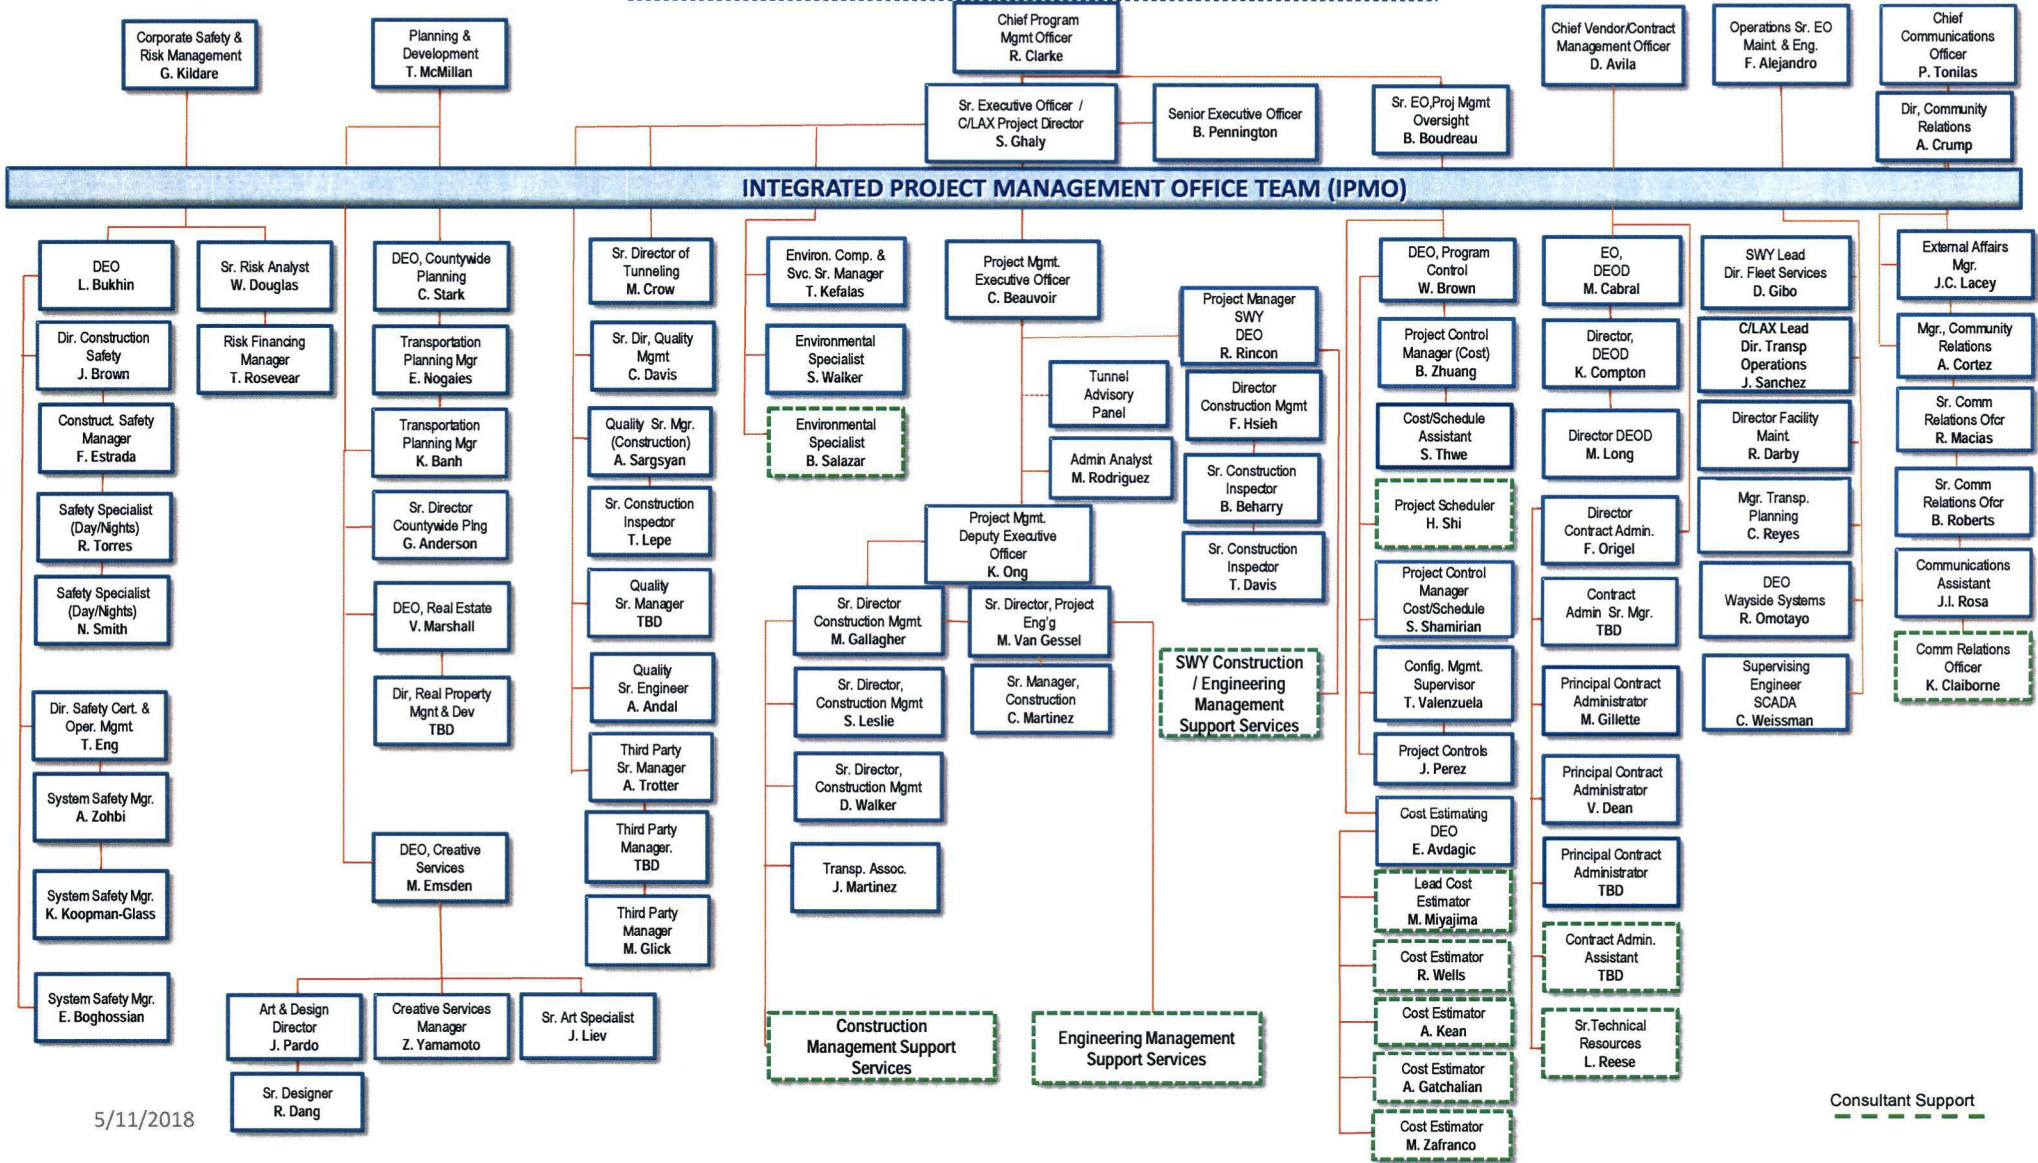 Corporate Safety &
Risk Management
G. Kildare
Planning &
Development
T. McMillan
Chief Program
Mgmt Officer
R. Clarke
Sr. Executive Officer /
C/LAX Project Director
S. Ghaly
Senior Executive Officer
B. Pennington
Sr. EO,Proj Mgmt
Oversight
B. Boudreau
Chief Vendor/Contract
Management Officer
D. Avila
Operations Sr. EO
Maint. & Eng.
F. Alejandro
Chief
Communications
Officer
P. Tonilas
Dir, Community
Relations
A. Crump
INTEGRATED PROJECT MANAGEMENT OFFICE TEAM (IPMO)
DEO
L. Bukhin
Dir. Construction
Safety
J. Brown
Construct. Safety
Manager
F. Estrada
Safety Specialist
(Day/Nights)
R. Torres
Safety Specialist
(Day/Nights)
N. Smith
Dir. Safety Cert. &
Oper. Mgmt.
T. Eng
System Safety Mgr.
A. Zohbi
System Safety Mgr.
K. Koopman-Glass
System Safety Mgr.
E. Boghossian
Sr. Risk Analyst
W. Douglas
Risk Financing
Manager
T. Rosevear
DEO, Countywide
Planning
C. Stark
Transportation
Planning Mgr
E. Nogaies
Transportation
Planning Mgr
K. Banh
Sr. Director
Countywide Plng
G. Anderson
DEO, Real Estate
V. Marshall
Dir, Real Property
Mgnt & Dev
TBD
DEO, Creative
Services
M. Emsden
Art & Design
Director
J. Pardo
Creative Services
Manager
Z. Yamamoto
Sr. Art Specialist
J. Liev
Sr. Designer
R. Dang
Sr. Director of
Tunneling
M. Crow
Sr. Dir, Quality
Mgmt
C. Davis
Quality Sr. Mgr.
(Construction)
A. Sargsyan
Sr. Construction
Inspector
T. Lepe
Quality
Sr. Manager
TBD
Quality
Sr. Engineer
A. Andal
Third Party
Sr. Manager
A. Trotter
Third Party
Manager.
TBD
Third Party
Manager
M. Glick
Environ. Comp. &
Svc. Sr. Manager
T. Kefalas
Environmental
Specialist
S. Walker
Environmental
Specialist
B. Salazar
Project Mgmt.
Executive Officer
C. Beauvoir
Tunnel
Advisory
Panel
Admin Analyst
M. Rodriguez
Project Mgmt.
Deputy Executive
Officer
K. Ong
Sr. Director
Construction Mgmt
M. Gallagher
Sr. Director,
Construction Mgmt
S. Leslie
Sr. Director,
Construction Mgmt
D. Walker
Transp. Assoc.
J. Martinez
Construction
Management Support
Services
Sr. Director, Project
Eng'g
M. Van Gessel
Sr. Manager,
Construction
C. Martinez
Engineering Management
Support Services
Project Manager
SWY
DEO
R. Rincon
Director
Construction Mgmt
F. Hsieh
Sr. Construction
Inspector
B. Beharry
Sr. Construction
Inspector
T. Davis
SWY Construction
/ Engineering
Management
Support Services
DEO, Program
Control
W. Brown
Project Control
Manager (Cost)
B. Zhuang
Cost/Schedule
Assistant
S. Thwe
Project Scheduler
H. Shi
Project Control
Manager
Cost/Schedule
S. Shamirian
Config. Mgmt.
Supervisor
T. Valenzuela
Project Controls
J. Perez
Cost Estimating
DEO
E. Avdagic
Lead Cost
Estimator
M. Miyajima
Cost Estimator
R. Wells
Cost Estimator
A. Kean
Cost Estimator
A. Gatchalian
Cost Estimator
M. Zafranco
EO,
DEOD
M. Cabral
Director,
DEOD
K. Compton
Director DEOD
M. Long
Director
Contract Admin.
F. Origel
Contract
Admin Sr. Mgr.
TBD
Principal Contract
Administrator
M. Gillette
Principal Contract
Administrator
V. Dean
Principal Contract
Administrator
TBD
Contract Admin.
Assistant
TBD
Sr.Technical
Resources
L. Reese
SWY Lead
Dir. Fleet Services
D. Gibo
C/LAX Lead
Dir. Transp
Operations
J. Sanchez
Director Facility
Maint.
R. Darby
Mgr. Transp.
Planning
C. Reyes
DEO
Wayside Systems
R. Omotayo
Supervising
Engineer
SCADA
C. Weissman
External Affairs
Mgr.
J.C. Lacey
Mgr., Community
Relations
A. Cortez
Sr. Comm
Relations Ofcr
R. Macias
Sr. Comm
Relations Ofcr
B. Roberts
Communications
Assistant
J.I. Rosa
Comm Relations
Officer
K. Claiborne
5/11/2018
Consultant Support